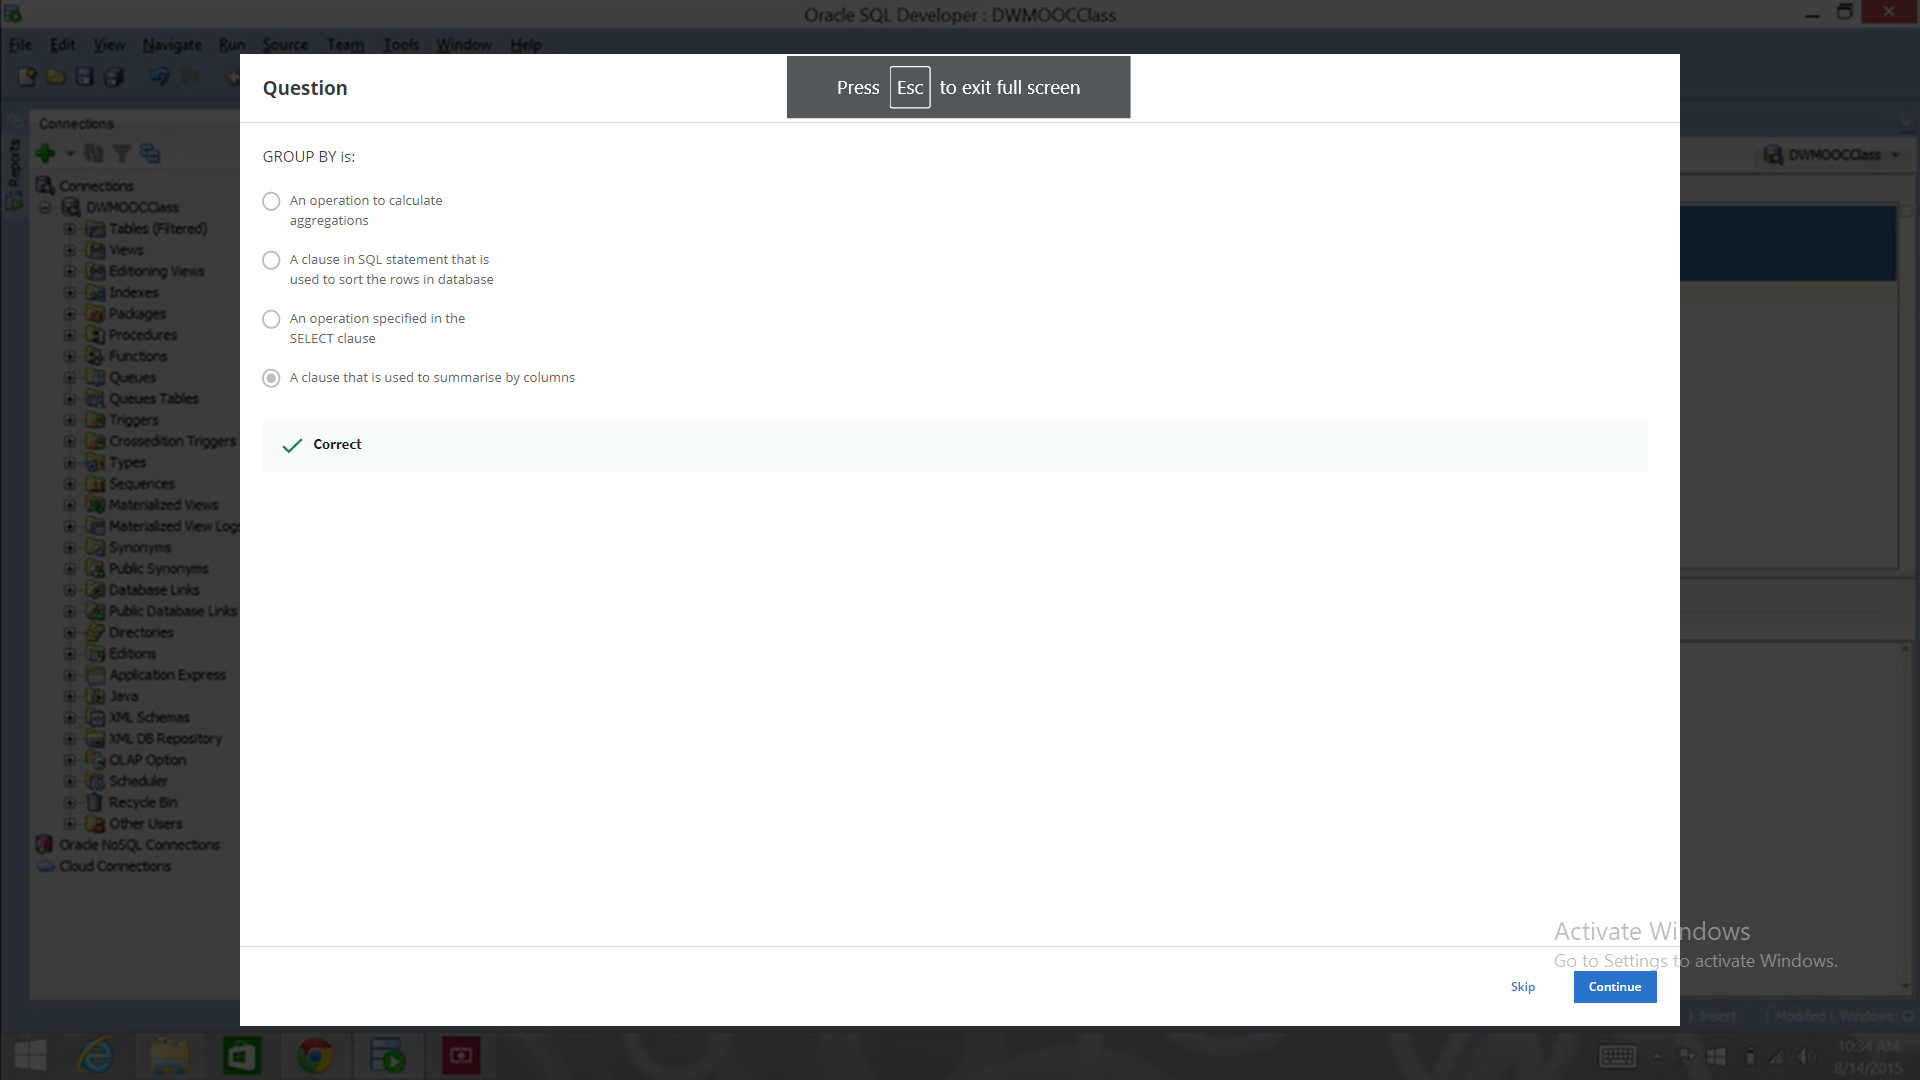 Oracle SQL Developer : DWMOOCClass
File Edit View Navigate Run Source Team Tools Window Help
Question
Press Esc to exit full screen
GROUP BY is:
An operation to calculate
aggregations
A clause in SQL statement that is
used to sort the rows in database
An operation specified in the
SELECT clause
A clause that is used to summarise by columns
Correct
Skip
Continue
Activate Windows
Go to Settings to activate Windows.
Reports
Connections
Connections
DWMOOCClass
Tables (Filtered)
Views
Editioning Views
Indexes
Packages
Procedures
Functions
Queues
Queues Tables
Triggers
Crossedition Triggers
Types
Sequences
Materialized Views
Materialized View Logs
Synonyms
Public Synonyms
Database Links
Public Database Links
Directories
Editions
Application Express
Java
XML Schemas
XML DB Repository
OLAP Option
Scheduler
Recycle Bin
Other Users
Oracle NoSQL Connections
Cloud Connections
DWMOOCClass
Insert Modified Windows: C
10:34 AM
8/14/2015